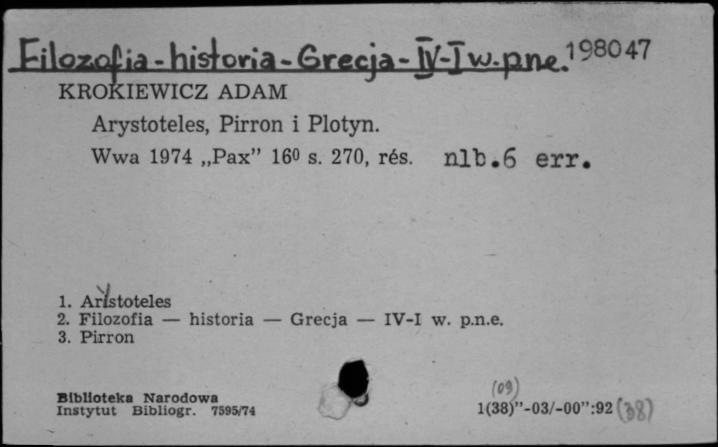 Filozofia-historia-Grecja-IV-I w.pne. 198047
KROKIEWICZ ADAM
Arystoteles, Pirron i Plotyn.
Wwa 1974 „Pax” 16⁰ s. 270, rés. nlb.6 err.
1. Arystoteles
2. Filozofia — historia — Grecja — IV-I w. p.n.e.
3. Pirron
(09)
Biblioteka Narodowa
Instytut Bibliogr. 7595/74
1(38)”-03/-00”:92 (38)